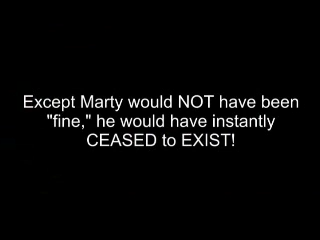 Except Marty would NOT have been
"fine," he would have instantly
CEASED to EXIST!